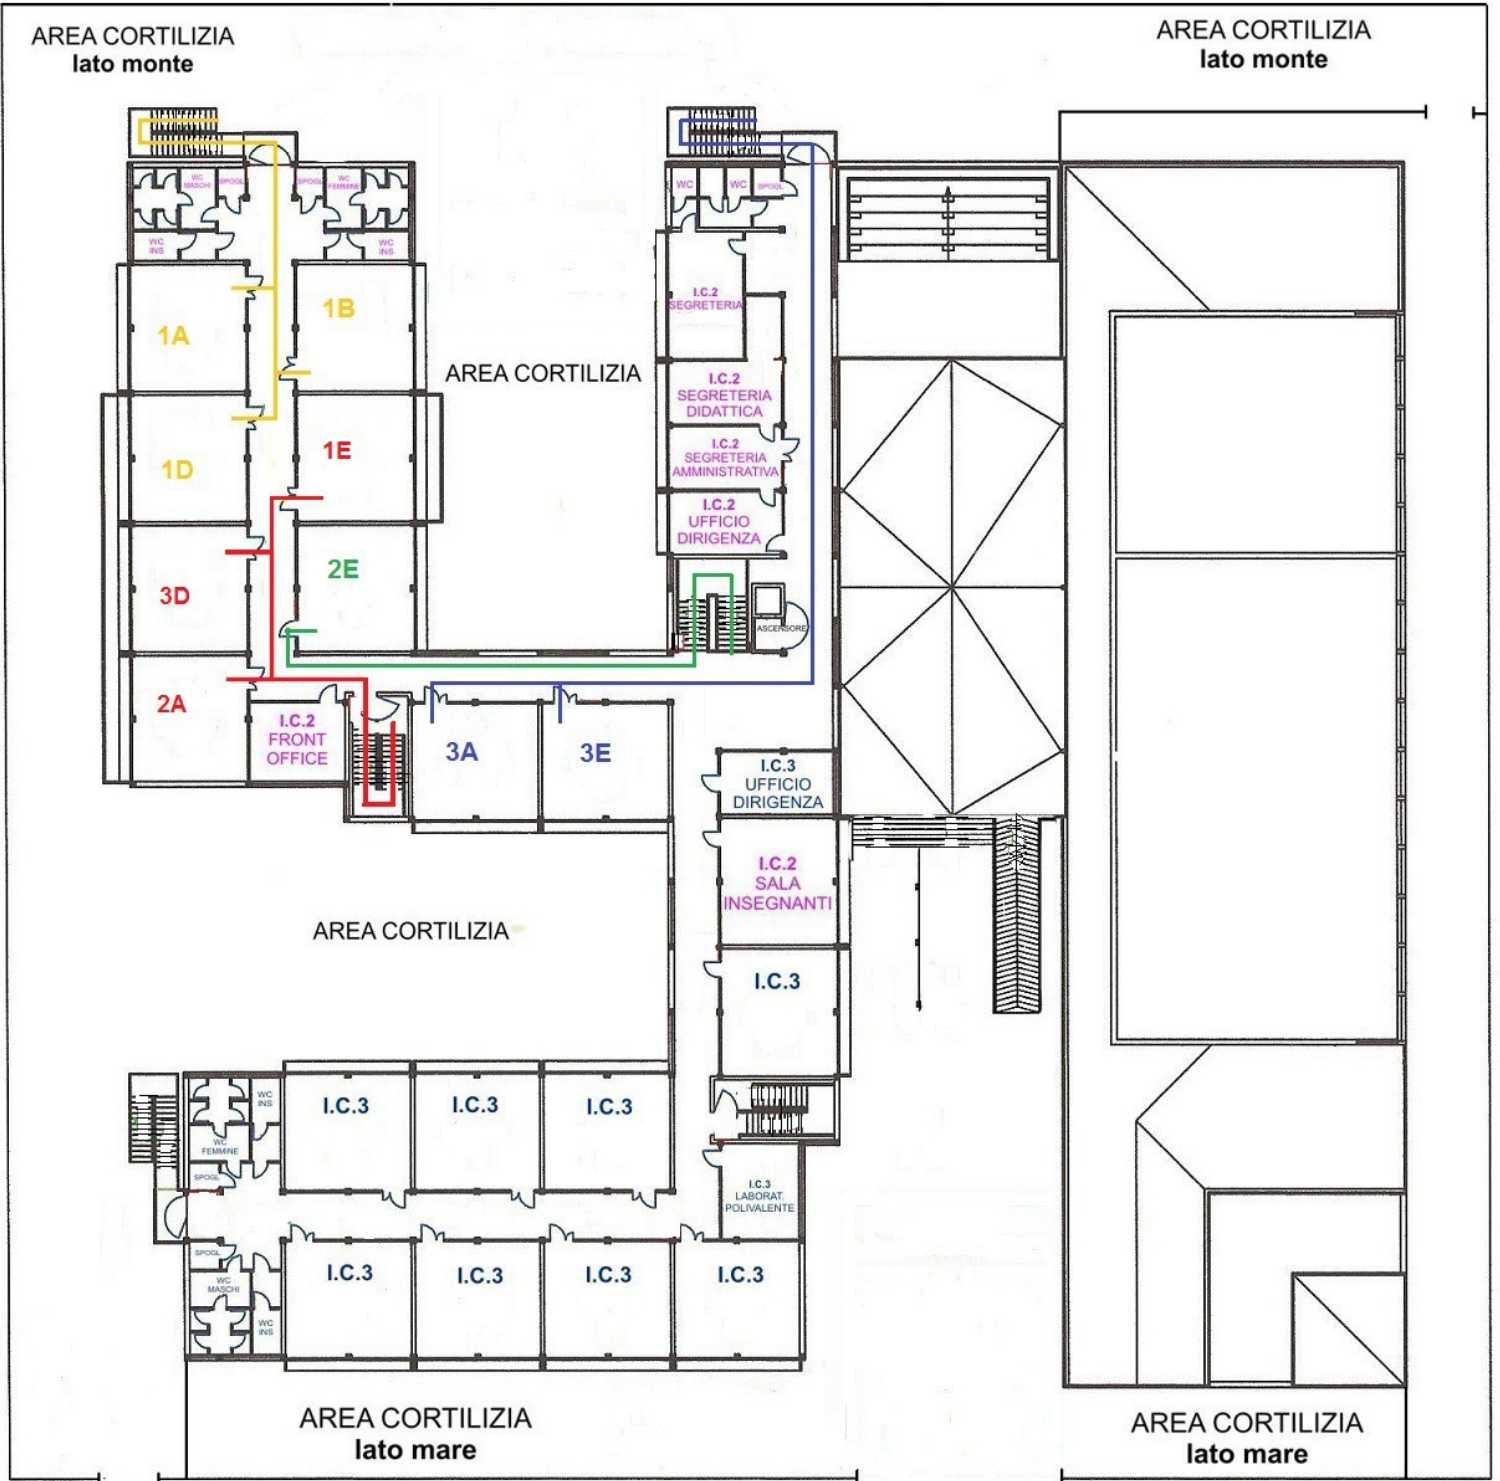 AREA CORTILIZIA
lato monte
AREA CORTILIZIA
lato monte
WC
MASCHI
SPOGL
SPOGL
WC
FEMMINE
WC
INS
WC
INS
WC
WC
SPOGL
1A
1B
1D
1E
3D
2E
2A
I.C.2
FRONT
OFFICE
AREA CORTILIZIA
I.C.2
SEGRETERIA
I.C.2
SEGRETERIA
DIDATTICA
I.C.2
SEGRETERIA
AMMINISTRATIVA
I.C.2
UFFICIO
DIRIGENZA
ASCENSORE
3A
3E
I.C.3
UFFICIO
DIRIGENZA
I.C.2
SALA
INSEGNANTI
I.C.3
AREA CORTILIZIA
WC
INS
WC
FEMMINE
SPOGL
I.C.3
I.C.3
I.C.3
I.C.3
LABORAT.
POLIVALENTE
SPOGL
WC
MASCHI
WC
INS
I.C.3
I.C.3
I.C.3
I.C.3
AREA CORTILIZIA
lato mare
AREA CORTILIZIA
lato mare